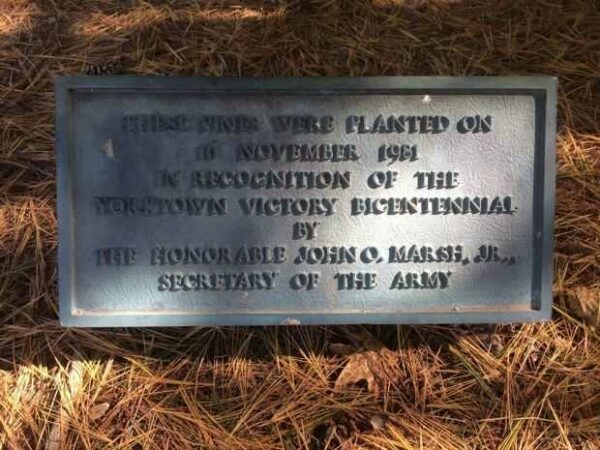 THESE PINES WERE PLANTED ON
NOVEMBER 1981
IN RECOGNITION OF THE
YORKTOWN VICTORY BICENTENNIAL
BY
THE HONORABLE JOHN O. MARSH, JR.,
SECRETARY OF THE ARMY